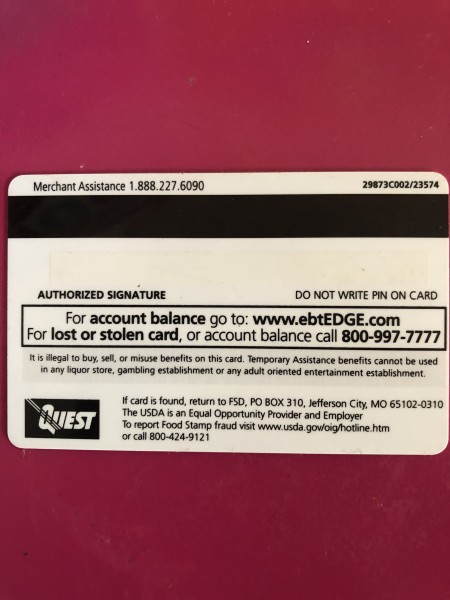 Merchant Assistance 1.888.227.6090 29873C002/23574
AUTHORIZED SIGNATURE DO NOT WRITE PIN ON CARD
For account balance go to: www.ebtEDGE.com
For lost or stolen card, or account balance call 800-997-7777
It is illegal to buy, sell, or misuse benefits on this card. Temporary Assistance benefits cannot be used
in any liquor store, gambling establishment or any adult oriented entertainment establishment.
QUEST
If card is found, return to FSD, PO BOX 310, Jefferson City, MO 65102-0310
The USDA is an Equal Opportunity Provider and Employer
To report Food Stamp fraud visit www.usda.gov/oig/hotline.htm
or call 800-424-9121